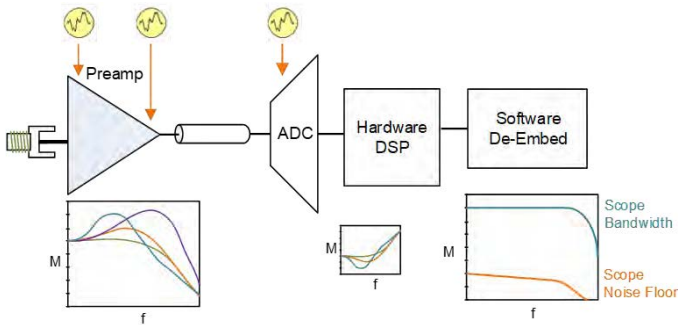 Preamp
ADC
Hardware
DSP
Software
De-Embed
M
f
M
f
M
f
Scope
Bandwidth
Scope
Noise Floor